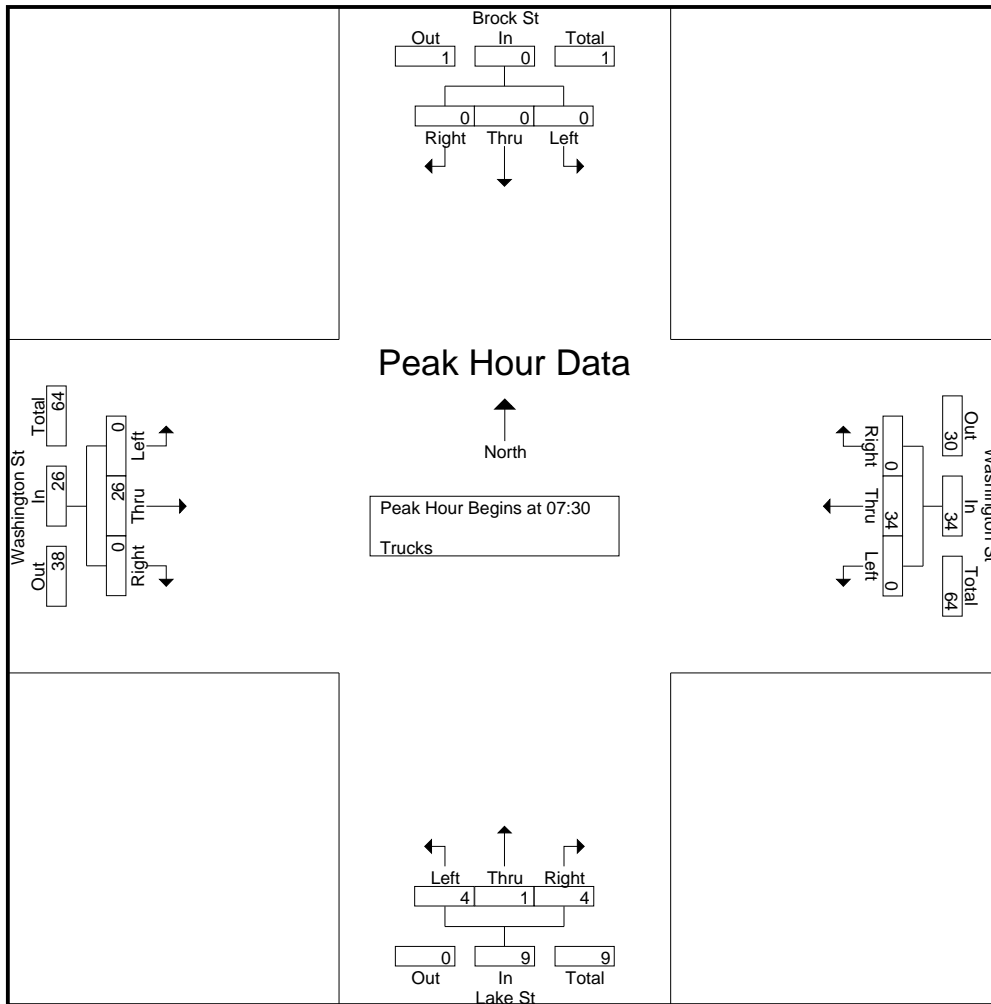 Brock St
Out In Total
1 0 1
0 0 0
Right Thru Left
Peak Hour Data
North
Peak Hour Begins at 07:30
Trucks
Washington St
Total In Out
64 26 38
0 26 0
Left Thru Right
Washington St
Out In Total
30 34 64
0 34 0
Right Thru Left
Left Thru Right
4 1 4
0 9 9
Out In Total
Lake St